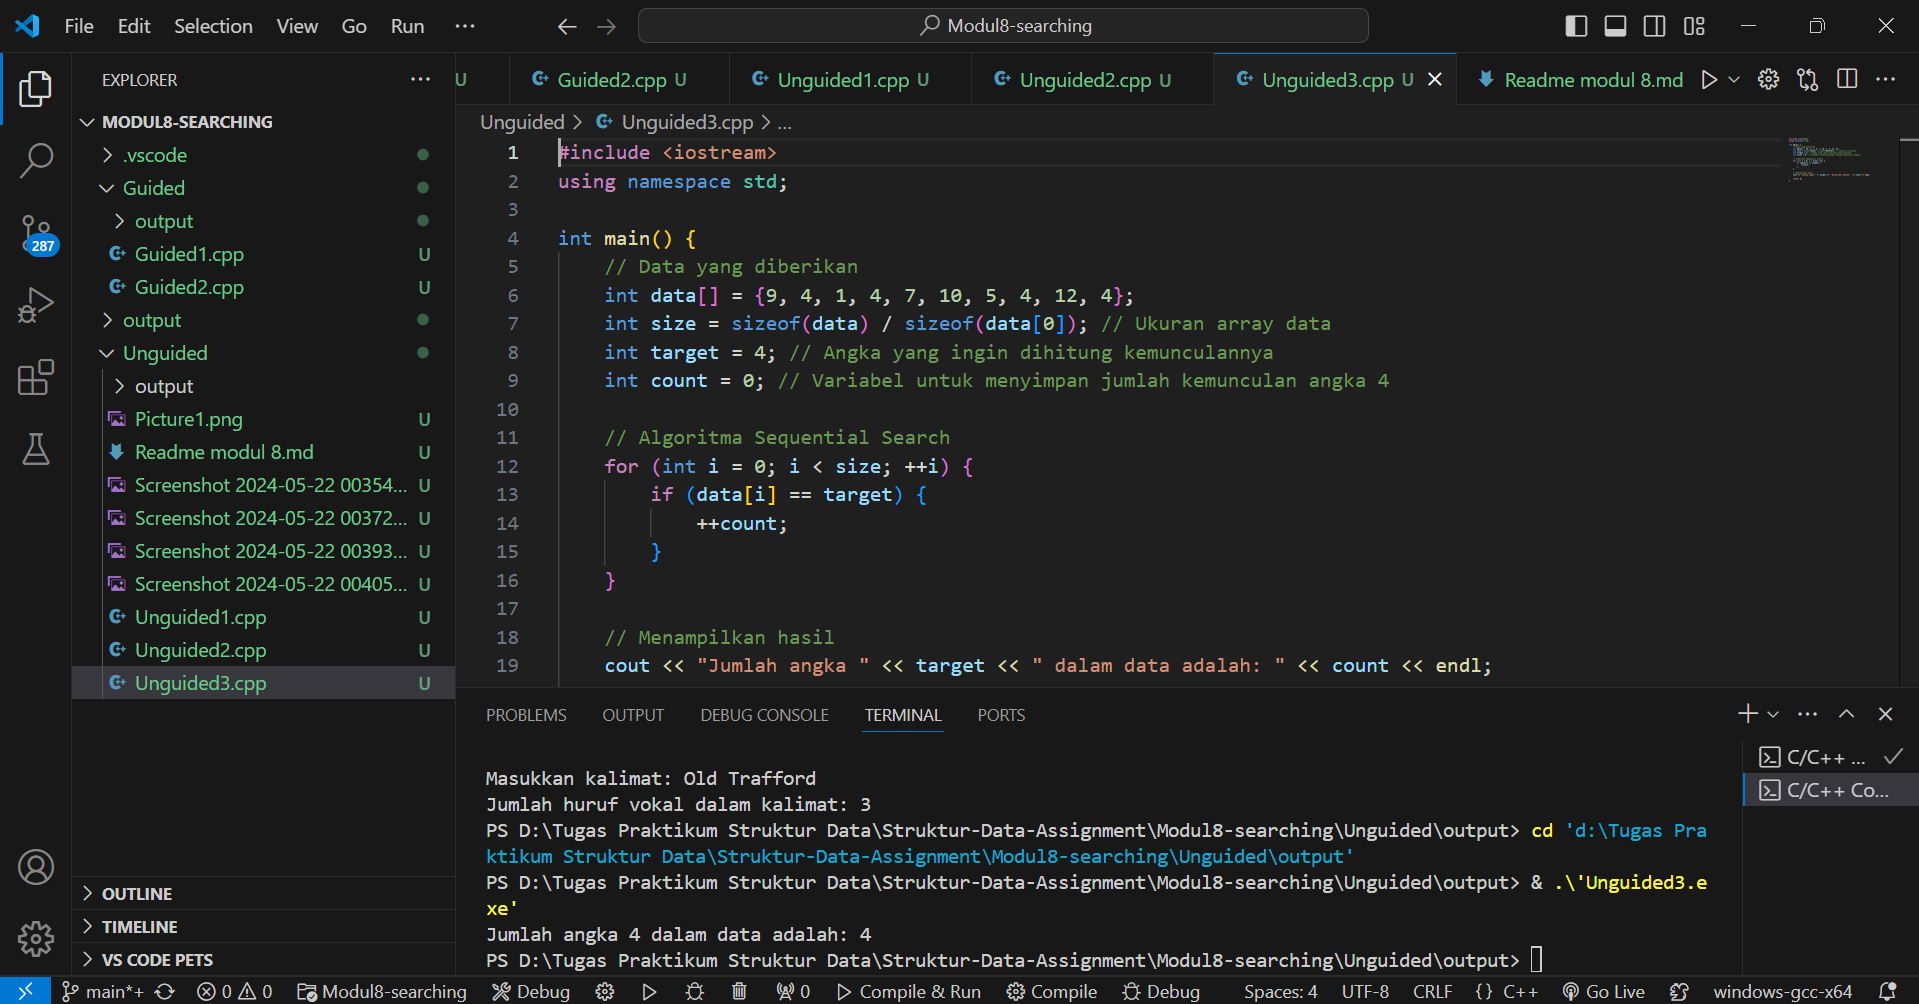 File Edit Selection View Go Run ··· Modul8-searching
EXPLORER ···
U Guided2.cpp U Unguided1.cpp U Unguided2.cpp U Unguided3.cpp U Readme modul 8.md
MODUL8-SEARCHING
.vscode
Guided
output
Guided1.cpp U
Guided2.cpp U
output
Unguided
output
Picture1.png U
Readme modul 8.md U
Screenshot 2024-05-22 00354... U
Screenshot 2024-05-22 00372... U
Screenshot 2024-05-22 00393... U
Screenshot 2024-05-22 00405... U
Unguided1.cpp U
Unguided2.cpp U
Unguided3.cpp U
287
OUTLINE
TIMELINE
VS CODE PETS
Unguided > Unguided3.cpp > ...
1 #include <iostream>
2 using namespace std;
3
4 int main() {
5 // Data yang diberikan
6 int data[] = {9, 4, 1, 4, 7, 10, 5, 4, 12, 4};
7 int size = sizeof(data) / sizeof(data[0]); // Ukuran array data
8 int target = 4; // Angka yang ingin dihitung kemunculannya
9 int count = 0; // Variabel untuk menyimpan jumlah kemunculan angka 4
10
11 // Algoritma Sequential Search
12 for (int i = 0; i < size; ++i) {
13 if (data[i] == target) {
14 ++count;
15 }
16 }
17
18 // Menampilkan hasil
19 cout << "Jumlah angka " << target << " dalam data adalah: " << count << endl;
PROBLEMS OUTPUT DEBUG CONSOLE TERMINAL PORTS
Masukkan kalimat: Old Trafford
Jumlah huruf vokal dalam kalimat: 3
PS D:\Tugas Praktikum Struktur Data\Struktur-Data-Assignment\Modul8-searching\Unguided\output> cd 'd:\Tugas Pra
ktikum Struktur Data\Struktur-Data-Assignment\Modul8-searching\Unguided\output'
PS D:\Tugas Praktikum Struktur Data\Struktur-Data-Assignment\Modul8-searching\Unguided\output> & .\'Unguided3.e
xe'
Jumlah angka 4 dalam data adalah: 4
PS D:\Tugas Praktikum Struktur Data\Struktur-Data-Assignment\Modul8-searching\Unguided\output>
C/C++ ...
C/C++ Co...
main*+ 0 0 Modul8-searching Debug 0 Compile & Run Compile Debug Spaces: 4 UTF-8 CRLF {} C++ Go Live windows-gcc-x64